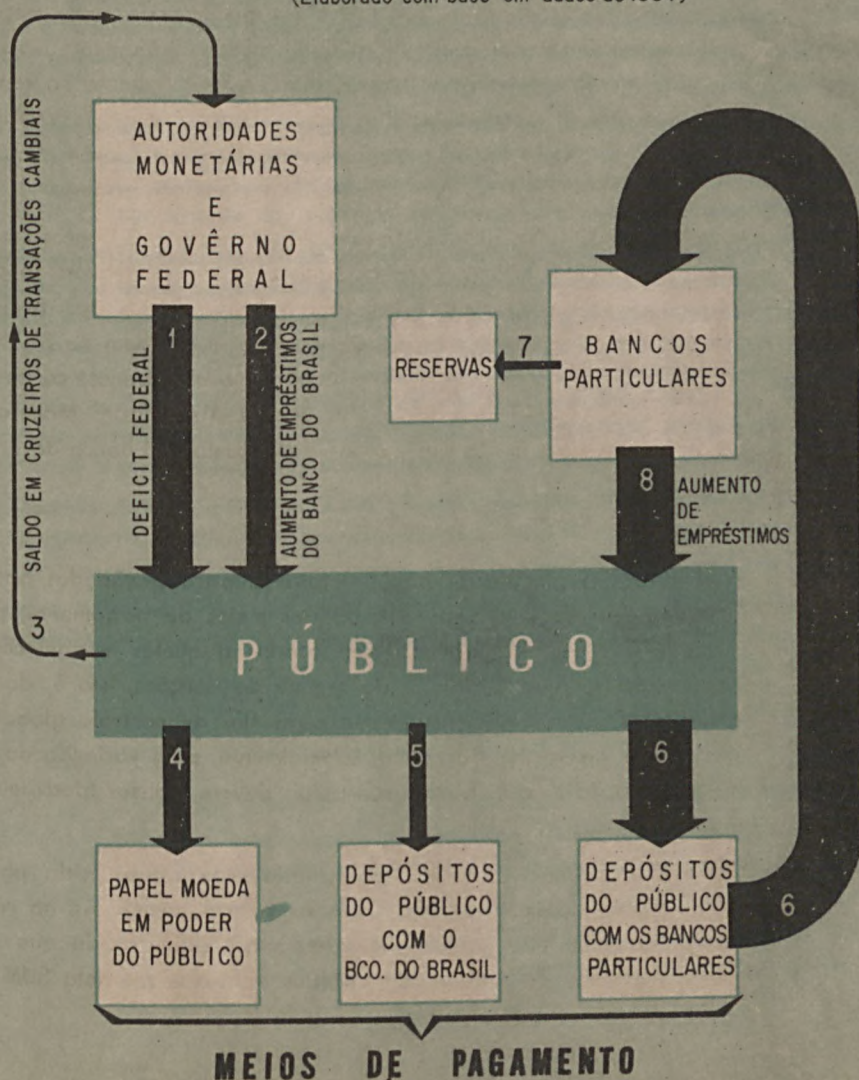 AUTORIDADES
MONETÁRIAS
E
GOVÊRNO
FEDERAL
SALDO EM CRUZEIROS DE TRANSAÇÕES CAMBIAIS
3
1
DEFICIT FEDERAL
2
AUMENTO DE EMPRÉSTIMOS
DO BANCO DO BRASIL
RESERVAS
7
BANCOS
PARTICULARES
8
AUMENTO
DE
EMPRÉSTIMOS
PÚBLICO
4
5
6
PAPEL MOEDA
EM PODER
DO PÚBLICO
DEPÓSITOS
DO PÚBLICO
COM O
BCO. DO BRASIL
DEPÓSITOS
DO PÚBLICO
COM OS BANCOS
PARTICULARES
6
MEIOS DE PAGAMENTO